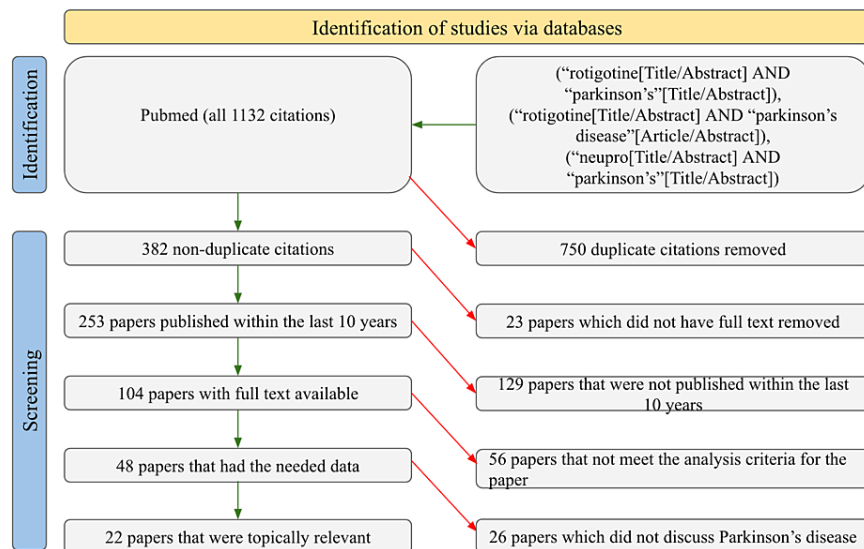 Identification of studies via databases
Identification
Pubmed (all 1132 citations)
(“rotigotine[Title/Abstract] AND
“parkinson’s”[Title/Abstract]),
(“rotigotine[Title/Abstract] AND “parkinson’s
disease”[Article/Abstract]),
(“neupro[Title/Abstract] AND
“parkinson’s”[Title/Abstract])
Screening
382 non-duplicate citations
750 duplicate citations removed
253 papers published within the last 10 years
23 papers which did not have full text removed
104 papers with full text available
129 papers that were not published within the last
10 years
48 papers that had the needed data
56 papers that not meet the analysis criteria for the
paper
22 papers that were topically relevant
26 papers which did not discuss Parkinson’s disease